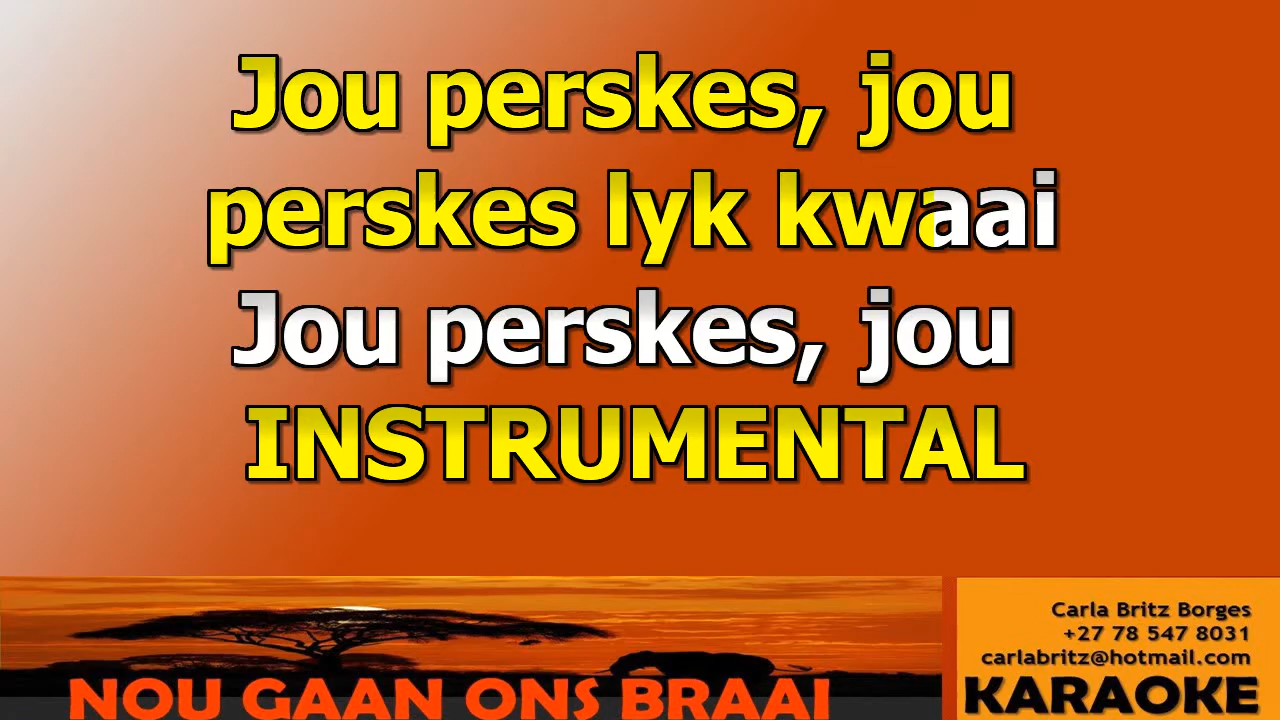 Jou perskes, jou
perskes lyk kwaai
Jou perskes, jou
INSTRUMENTAL
Carla Britz Borges
+27 78 547 8031
carlabritz@hotmail.com
NOU GAAN ONS BRAAI
KARAOKE